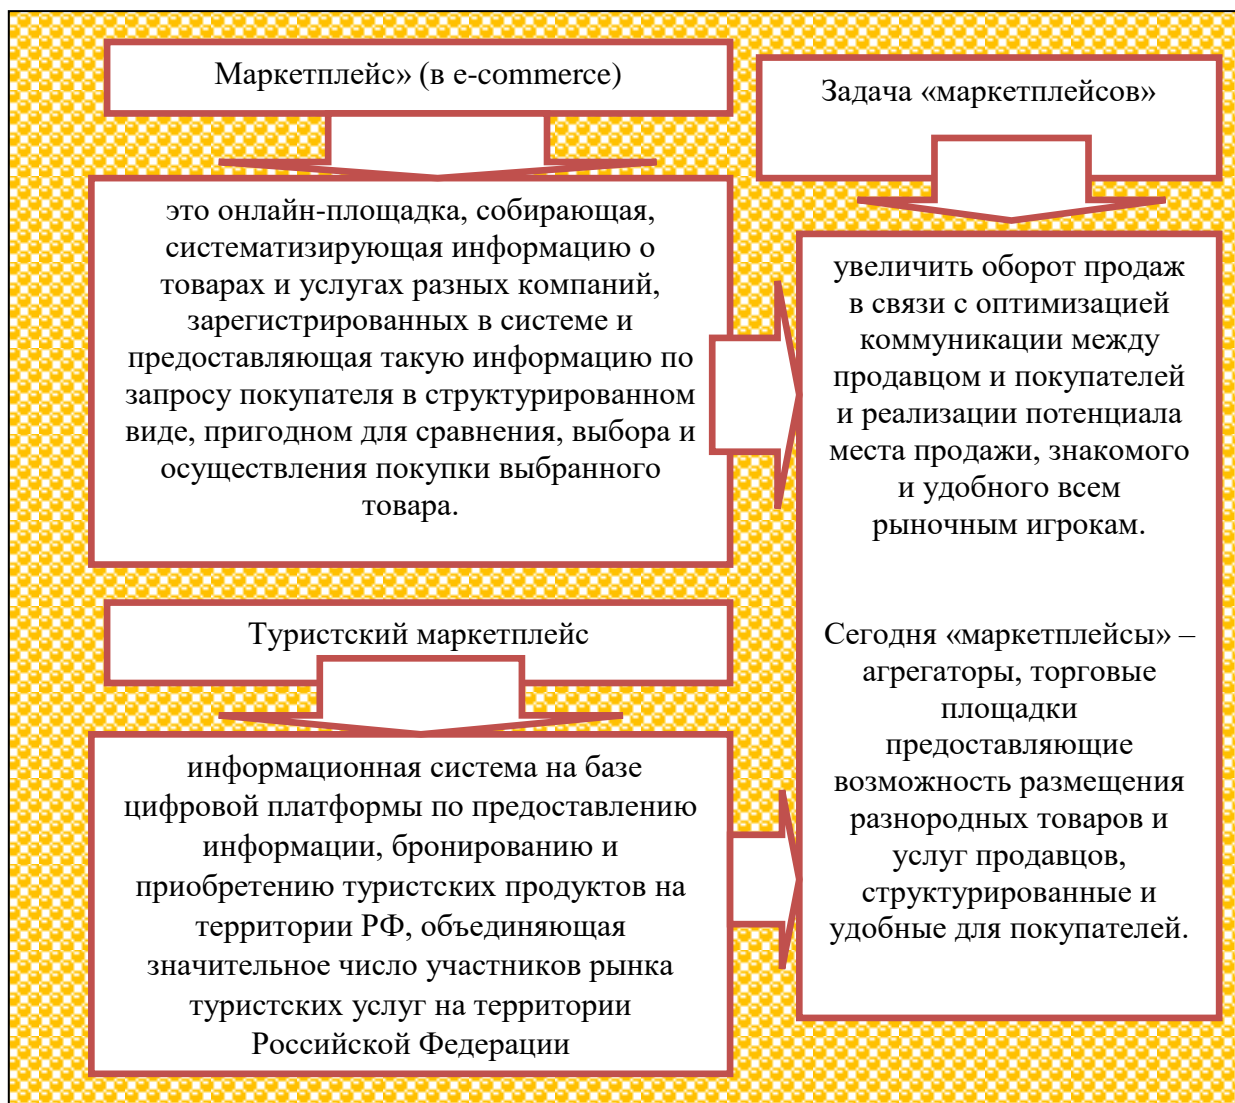 Маркетплейс» (в e-commerce)
это онлайн-площадка, собирающая,
систематизирующая информацию о
товарах и услугах разных компаний,
зарегистрированных в системе и
предоставляющая такую информацию по
запросу покупателя в структурированном
виде, пригодном для сравнения, выбора и
осуществления покупки выбранного
товара.
Туристский маркетплейс
информационная система на базе
цифровой платформы по предоставлению
информации, бронированию и
приобретению туристских продуктов на
территории РФ, объединяющая
значительное число участников рынка
туристских услуг на территории
Российской Федерации
Задача «маркетплейсов»
увеличить оборот продаж
в связи с оптимизацией
коммуникации между
продавцом и покупателей
и реализации потенциала
места продажи, знакомого
и удобного всем
рыночным игрокам.
Сегодня «маркетплейсы» –
агрегаторы, торговые
площадки
предоставляющие
возможность размещения
разнородных товаров и
услуг продавцов,
структурированные и
удобные для покупателей.